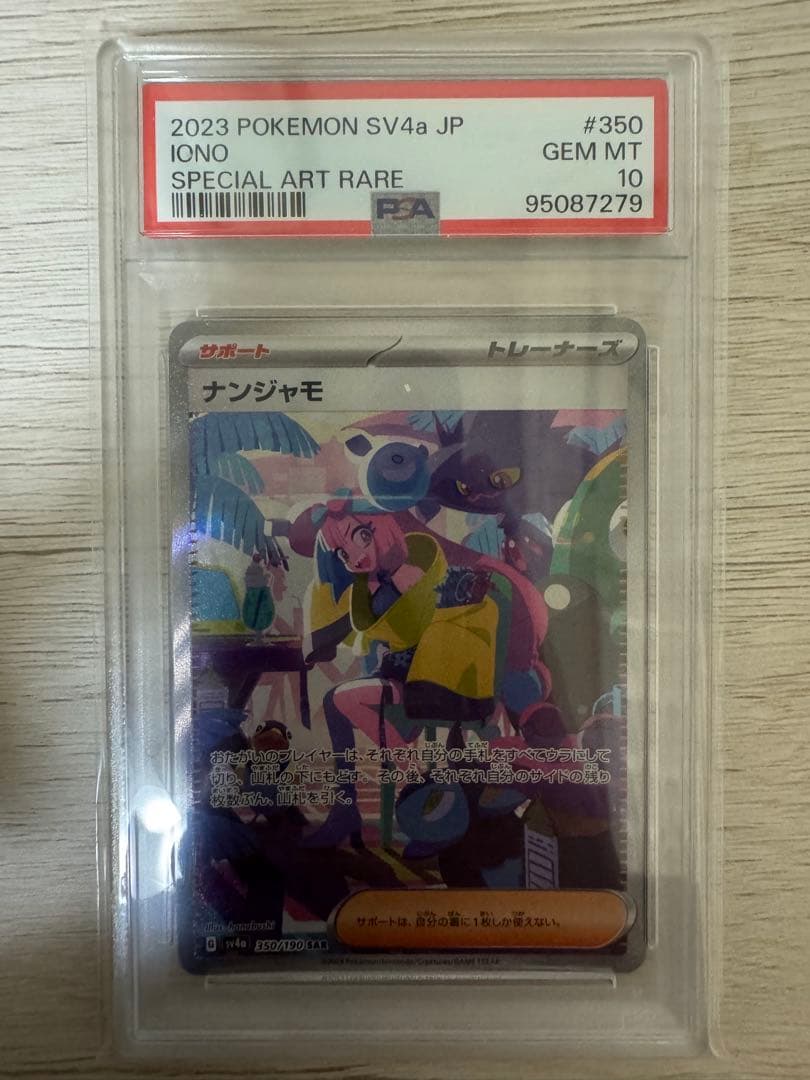 2023 POKEMON SV4a JP #350
IONO GEM MT
SPECIAL ART RARE 10
PSA 95087279
サポート トレーナーズ
ナンジャモ
おたがいのプレイヤーは、それぞれ自分の手札をすべてウラにして
切り、山札の下にもどす。その後、それぞれ自分のサイドの残り
枚数ぶん、山札を引く。
サポートは、自分の番に1枚しか使えない。
Illus. hanabushi
G sv4a 350/190 SAR